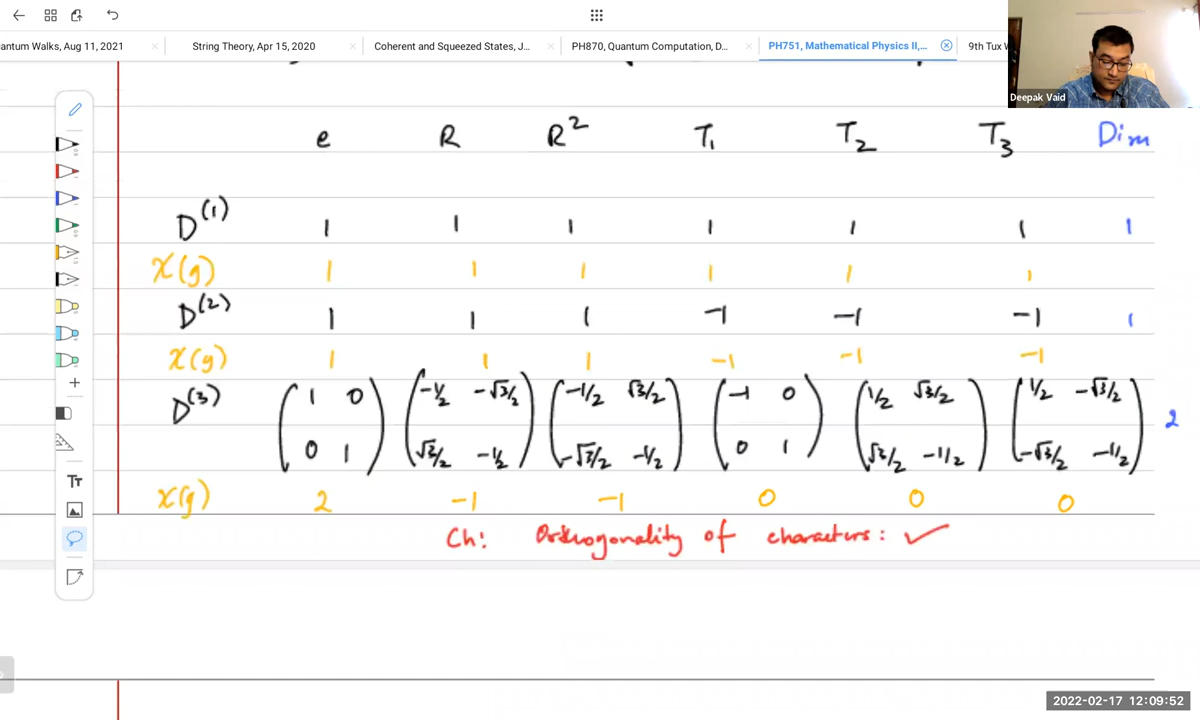 antum Walks, Aug 11, 2021 String Theory, Apr 15, 2020 Coherent and Squeezed States, J... PH870, Quantum Computation, D... PH751, Mathematical Physics II,... 9th Tux W
Deepak Vaid
e R R² T₁ T₂ T₃ Dim
D⁽¹⁾ 1 1 1 1 1 1 1
χ(g) 1 1 1 1 1 1
D⁽²⁾ 1 1 1 -1 -1 -1 1
χ(g) 1 1 1 -1 -1 -1
D⁽³⁾ (1 0 (-1/2 -√3/2) (-1/2 √3/2) (-1 0) (1/2 √3/2) (1/2 -√3/2) 2
0 1) √3/2 -1/2) -√3/2 -1/2) 0 1) √3/2 -1/2) -√3/2 -1/2)
χ(g) 2 -1 -1 0 0 0
Ch: Orthogonality of characters: ✓
Tт
2022-02-17 12:09:52